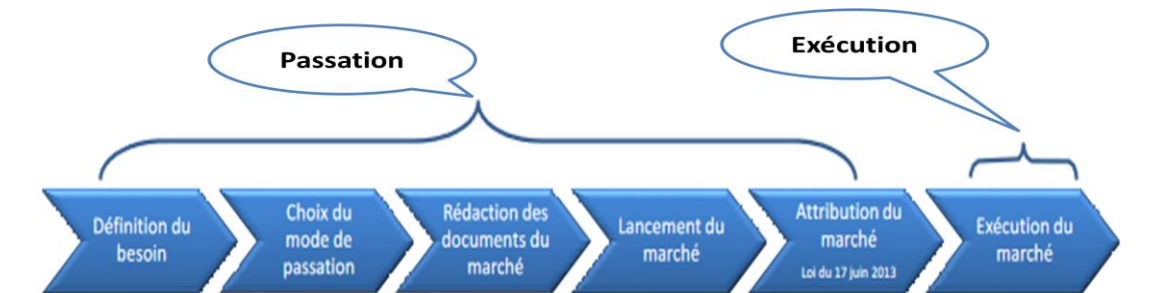 Passation
Exécution
Définition du
besoin
Choix du
mode de
passation
Rédaction des
documents du
marché
Lancement du
marché
Attribution du
marché
Loi du 17 juin 2013
Exécution du
marché